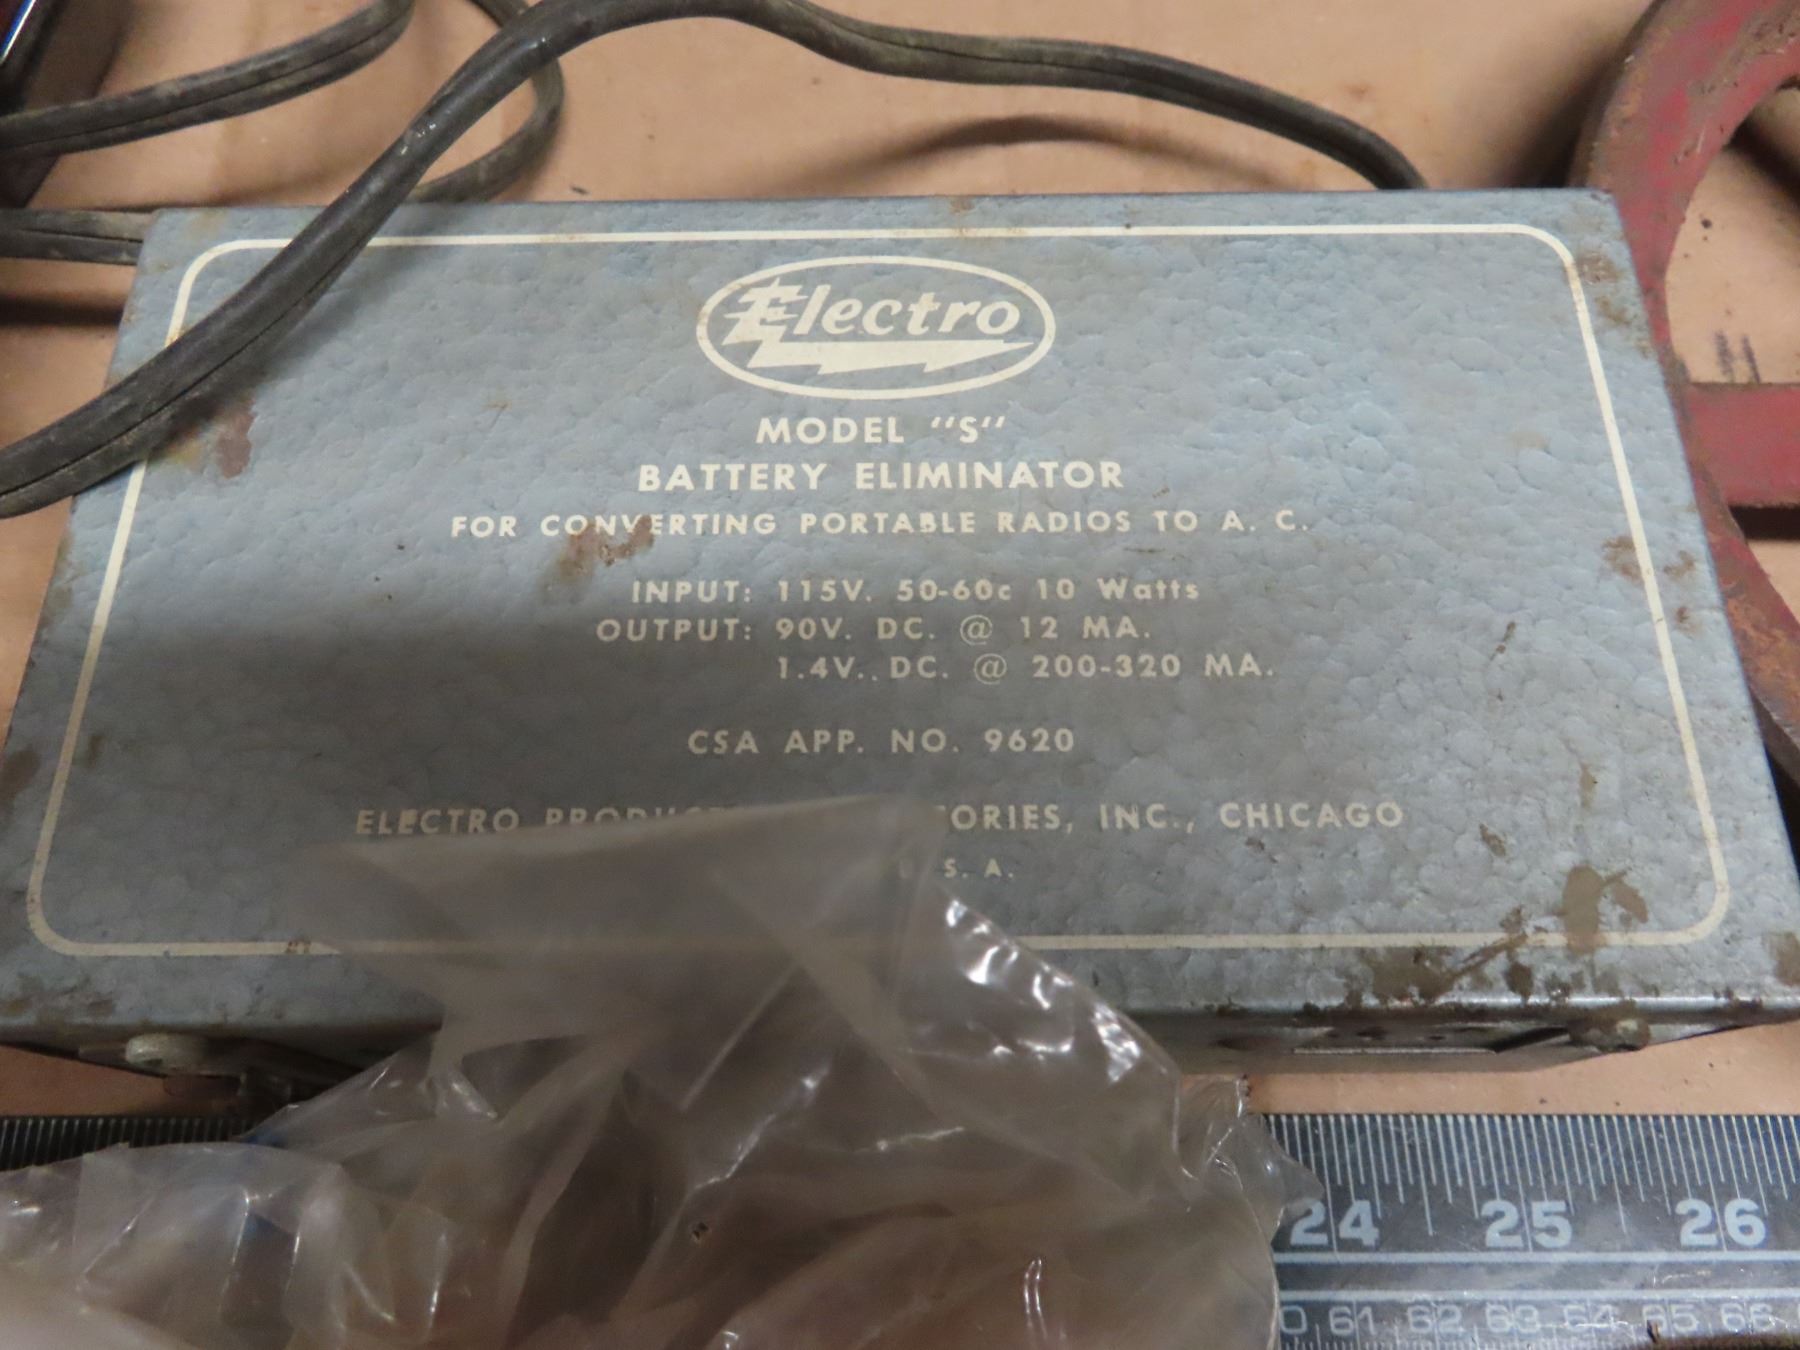 Electro
MODEL "S"
BATTERY ELIMINATOR
FOR CONVERTING PORTABLE RADIOS TO A. C.
INPUT: 115V. 50-60c 10 Watts
OUTPUT: 90V. DC. @ 12 MA.
1.4V.. DC. @ 200-320 MA.
CSA APP. NO. 9620
ELECTRO PRODUCTS INC., CHICAGO
U. S. A.
24 25 26
61 62 63 64 65 66